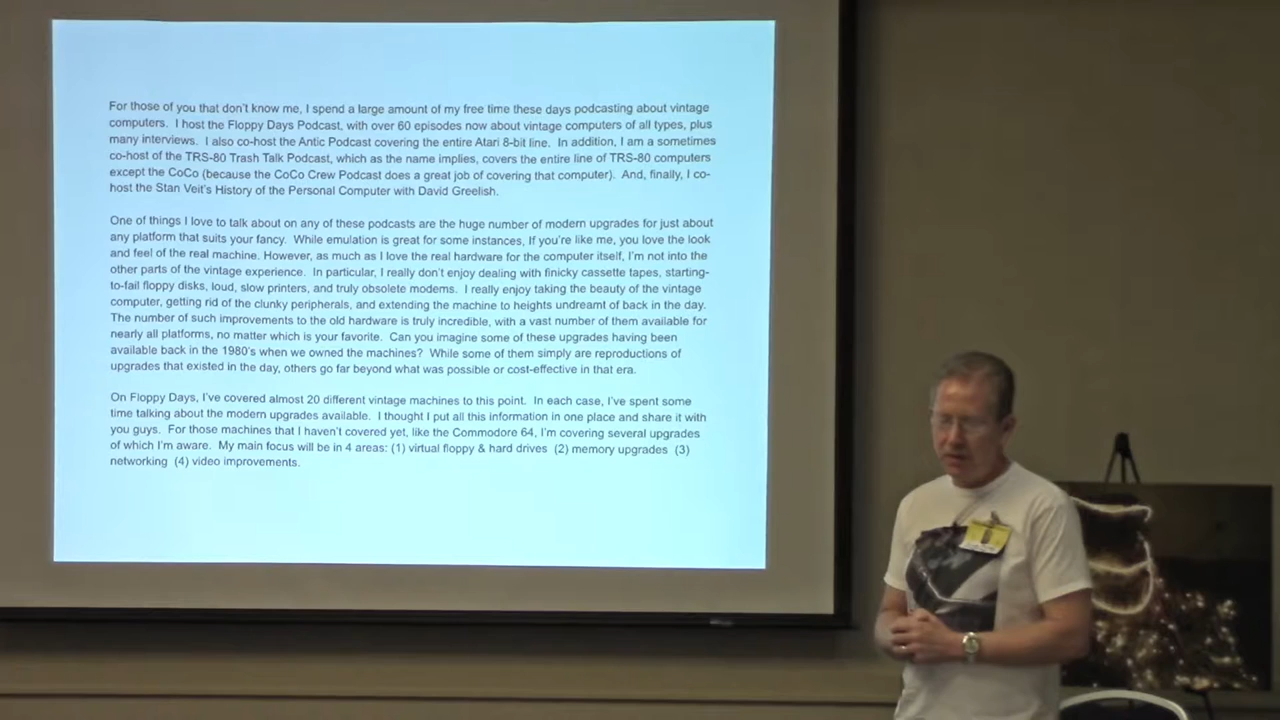 For those of you that don't know me, I spend a large amount of my free time these days podcasting about vintage
computers.  I host the Floppy Days Podcast, with over 60 episodes now about vintage computers of all types, plus
many interviews.  I also co-host the Antic Podcast covering the entire Atari 8-bit line.  In addition, I am a sometimes
co-host of the TRS-80 Trash Talk Podcast, which as the name implies, covers the entire line of TRS-80 computers
except the CoCo (because the CoCo Crew Podcast does a great job of covering that computer).  And, finally, I co-
host the Stan Veit's History of the Personal Computer with David Greelish.
One of things I love to talk about on any of these podcasts are the huge number of modern upgrades for just about
any platform that suits your fancy.  While emulation is great for some instances, If you're like me, you love the look
and feel of the real machine. However, as much as I love the real hardware for the computer itself, I'm not into the
other parts of the vintage experience.  In particular, I really don't enjoy dealing with finicky cassette tapes, starting-
to-fail floppy disks, loud, slow printers, and truly obsolete modems.  I really enjoy taking the beauty of the vintage
computer, getting rid of the clunky peripherals, and extending the machine to heights undreamt of back in the day.
The number of such improvements to the old hardware is truly incredible, with a vast number of them available for
nearly all platforms, no matter which is your favorite.  Can you imagine some of these upgrades having been
available back in the 1980's when we owned the machines?  While some of them simply are reproductions of
upgrades that existed in the day, others go far beyond what was possible or cost-effective in that era.
On Floppy Days, I've covered almost 20 different vintage machines to this point.  In each case, I've spent some
time talking about the modern upgrades available.  I thought I put all this information in one place and share it with
you guys.  For those machines that I haven't covered yet, like the Commodore 64, I'm covering several upgrades
of which I'm aware.  My main focus will be in 4 areas: (1) virtual floppy & hard drives  (2) memory upgrades  (3)
networking  (4) video improvements.